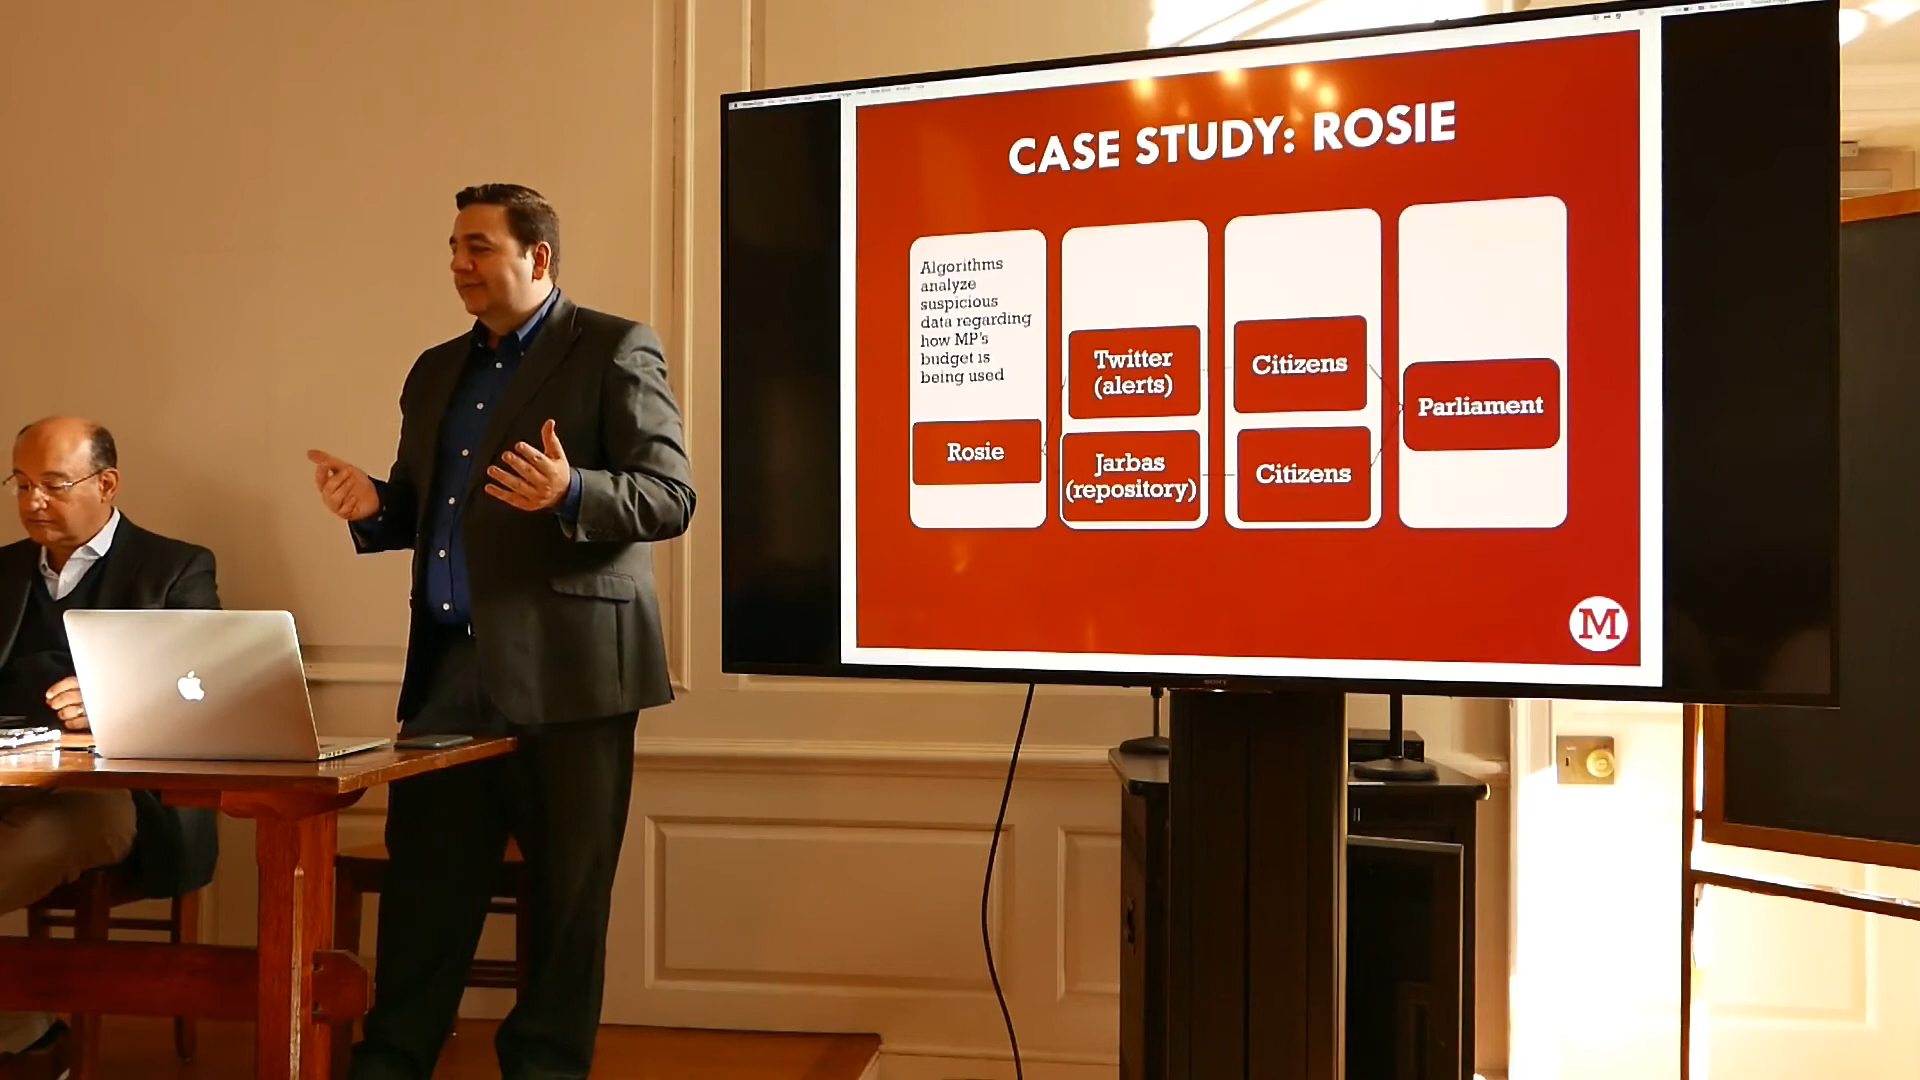 CASE STUDY: ROSIE
Algorithms
analyze
suspicious
data regarding
how MP's
budget is
being used
Rosie
Twitter
(alerts)
Jarbas
(repository)
Citizens
Citizens
Parliament
M
SONY